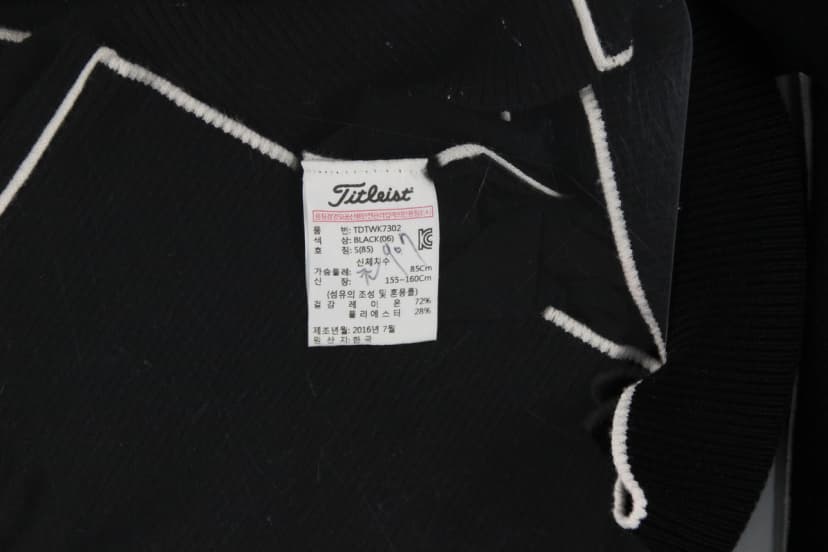 Titleist
품 번: TDTWK7302
색 상: BLACK(06)
호 칭: S(85)
신체치수
가슴둘레: 85Cm
신 장: 155~160Cm
(섬유의 조성 및 혼용률)
겉감 레이온 72%
폴리에스터 28%
제조년월: 2016년 7월
원산지:한국